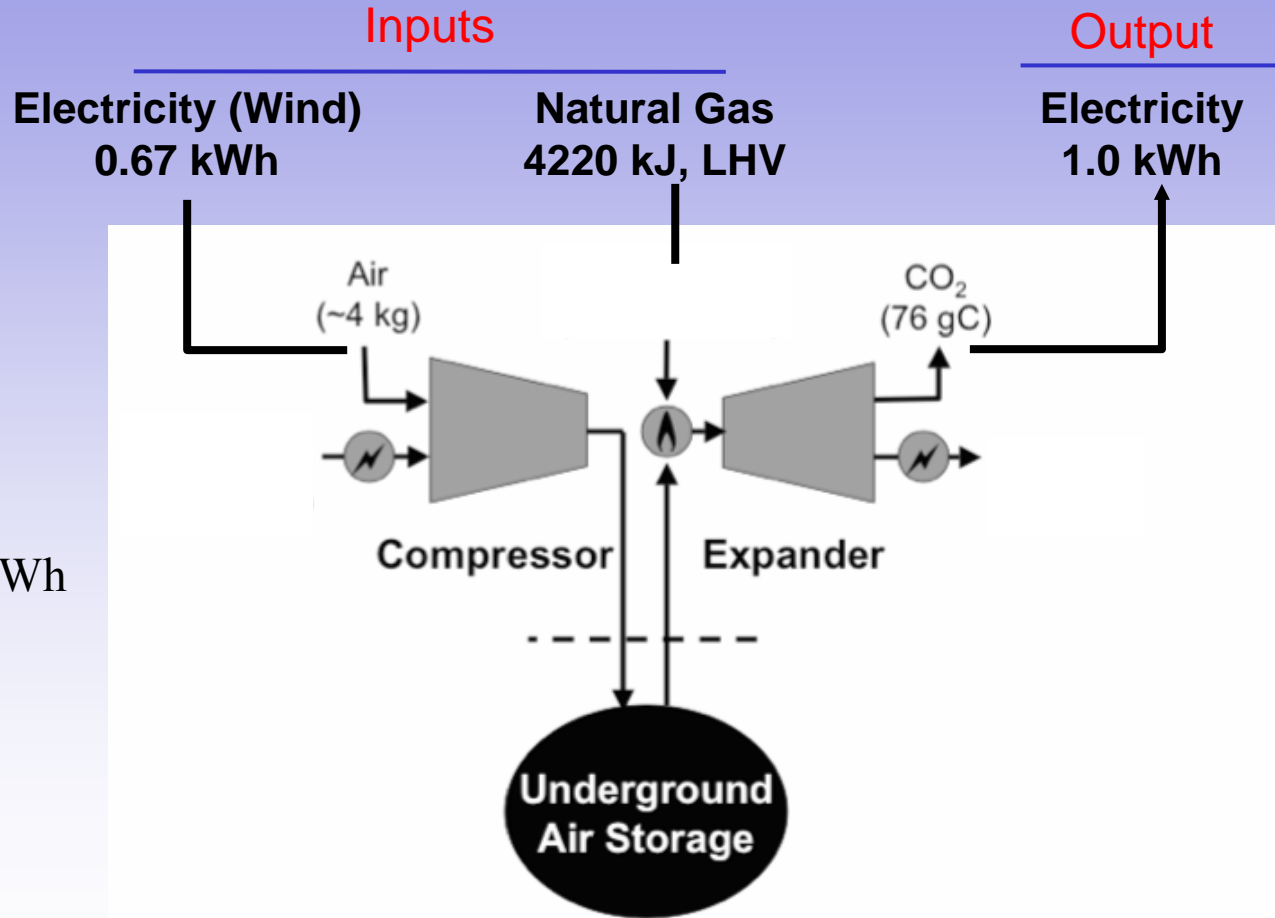 Inputs
Output
Electricity (Wind)
0.67 kWh
Natural Gas
4220 kJ, LHV
Electricity
1.0 kWh
Air
(~4 kg)
CO₂
(76 gC)
Compressor
Expander
Wh
Underground
Air Storage